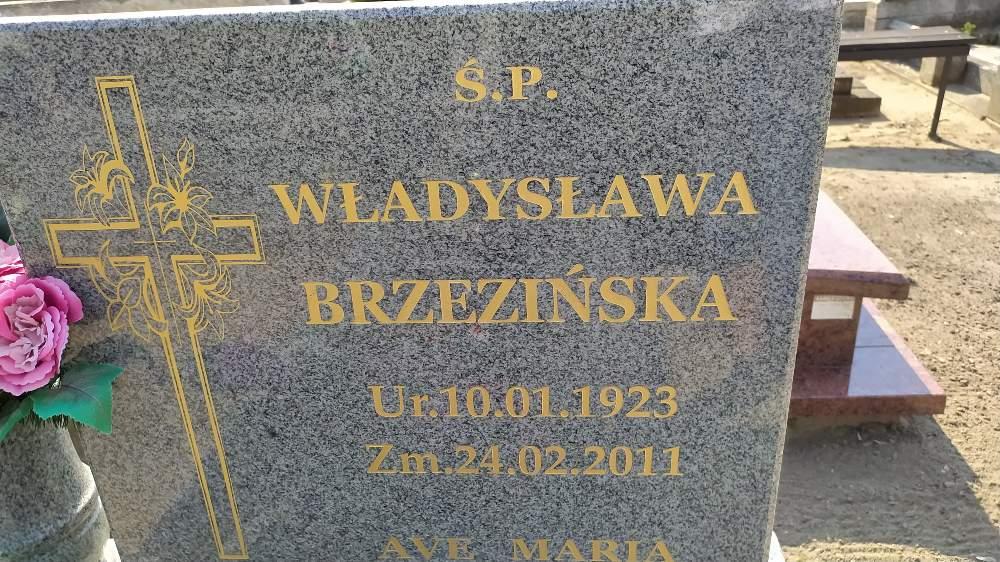 Ś.P.
WŁADYSŁAWA
BRZEZIŃSKA
Ur.10.01.1923
Zm.24.02.2011
AVE MARIA